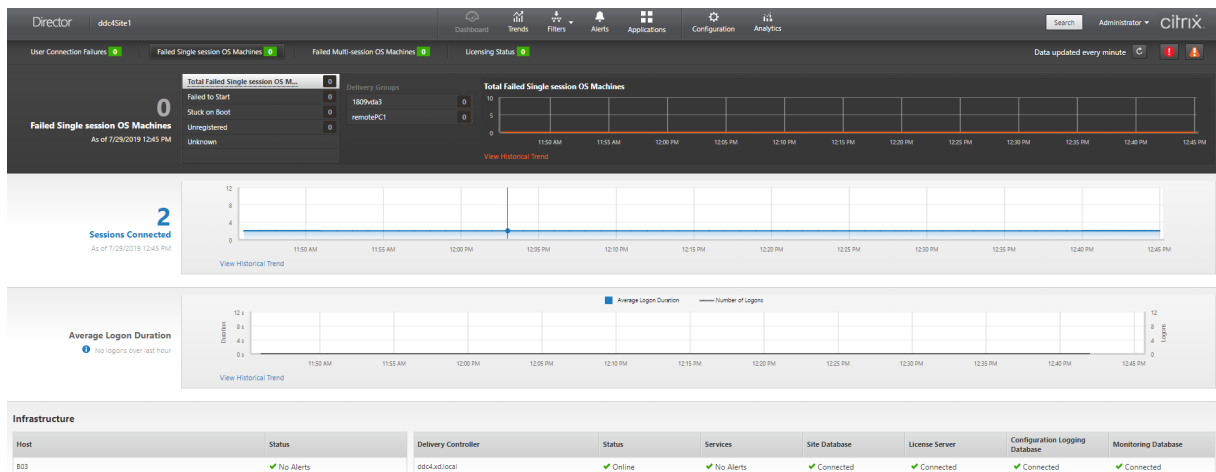 Director ddc4Site1 Dashboard Trends Filters Alerts Applications Configuration Analytics Search Administrator citrix
User Connection Failures 0 Failed Single session OS Machines 0 Failed Multi-session OS Machines 0 Licensing Status 0 Data updated every minute
0
Failed Single session OS Machines
As of 7/29/2019 12:45 PM
Total Failed Single session OS M... 0
Failed to Start 0
Stuck on Boot 0
Unregistered 0
Unknown
Delivery Groups
1809vda3 0
remotePC1 0
Total Failed Single session OS Machines
10
5
0
11:50 AM 11:55 AM 12:00 PM 12:05 PM 12:10 PM 12:15 PM 12:20 PM 12:25 PM 12:30 PM 12:35 PM 12:40 PM 12:45 PM
View Historical Trend
2
Sessions Connected
As of 7/29/2019 12:45 PM
12
8
4
0
11:50 AM 11:55 AM 12:00 PM 12:05 PM 12:10 PM 12:15 PM 12:20 PM 12:25 PM 12:30 PM 12:35 PM 12:40 PM 12:45 PM
View Historical Trend
Average Logon Duration
No logons over last hour
Average Logon Duration Number of Logons
Duration
12 s
8 s
4 s
0 s
12
8
4
0
Logons
11:50 AM 11:55 AM 12:00 PM 12:05 PM 12:10 PM 12:15 PM 12:20 PM 12:25 PM 12:30 PM 12:35 PM 12:40 PM 12:45 PM
View Historical Trend
Infrastructure
Host Status
B03 No Alerts
Delivery Controller Status Services Site Database License Server Configuration Logging Database Monitoring Database
ddc4.xd.local Online No Alerts Connected Connected Connected Connected